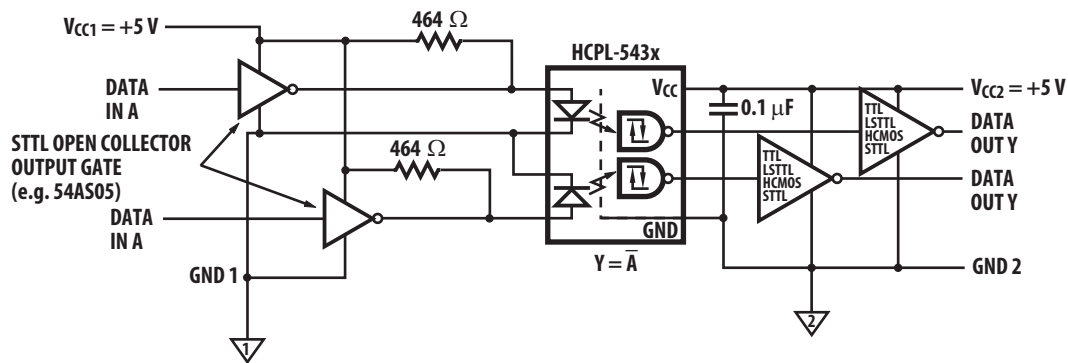 464 Ω
VCC1 = +5 V
HCPL-543x
DATA
IN A
VCC
VCC2 = +5 V
0.1 μF
TTL
LSTTL
HCMOS
STTL
DATA
OUT Y
STTL OPEN COLLECTOR
OUTPUT GATE
(e.g. 54AS05)
464 Ω
TTL
LSTTL
HCMOS
STTL
DATA
OUT Y
DATA
IN A
GND
Y = A̅
GND 1
GND 2
1
2